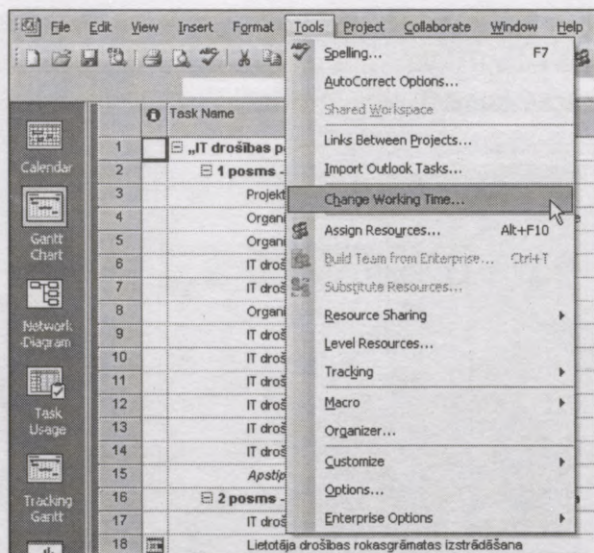 File Edit View Insert Format Tools Project Collaborate Window Help
Spelling... F7
AutoCorrect Options...
Shared Workspace
Links Between Projects...
Import Outlook Tasks...
Change Working Time...
Assign Resources... Alt+F10
Build Team from Enterprise... Ctrl+T
Substitute Resources...
Resource Sharing
Level Resources...
Tracking
Macro
Organizer...
Customize
Options...
Enterprise Options
Calendar
Gantt
Chart
Network
Diagram
Task
Usage
Tracking
Gantt
Task Name
1 „IT drošības p
2 1 posms -
3 Projekt
4 Organi
5 Organi
6 IT droš
7 IT droš
8 Organi
9 IT droš
10 IT droš
11 IT droš
12 IT droš
13 IT droš
14 IT droš
15 Apstip
16 2 posms -
17 IT droš
18 Lietotāja drošības rokasgrāmatas izstrādāšana